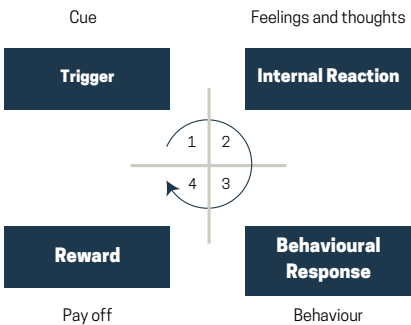 Cue
Feelings and thoughts
Trigger
Internal Reaction
1 2
4 3
Reward
Behavioural
Response
Pay off
Behaviour